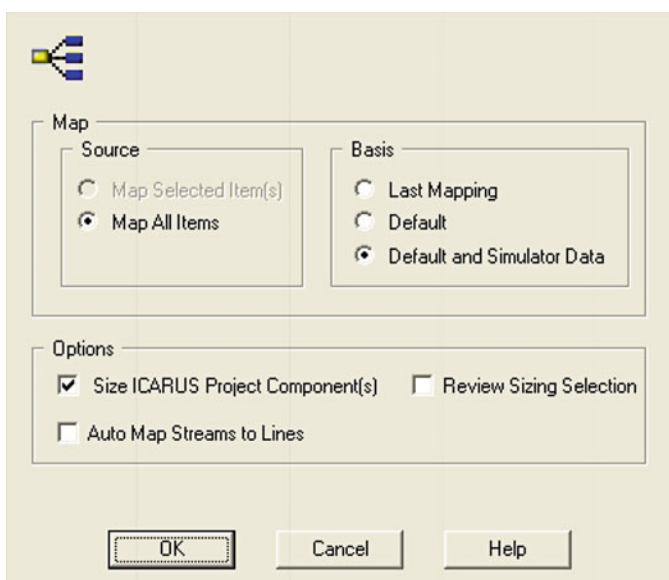 Map
Source
Map Selected Item(s)
Map All Items
Basis
Last Mapping
Default
Default and Simulator Data
Options
Size ICARUS Project Component(s)
Review Sizing Selection
Auto Map Streams to Lines
OK
Cancel
Help